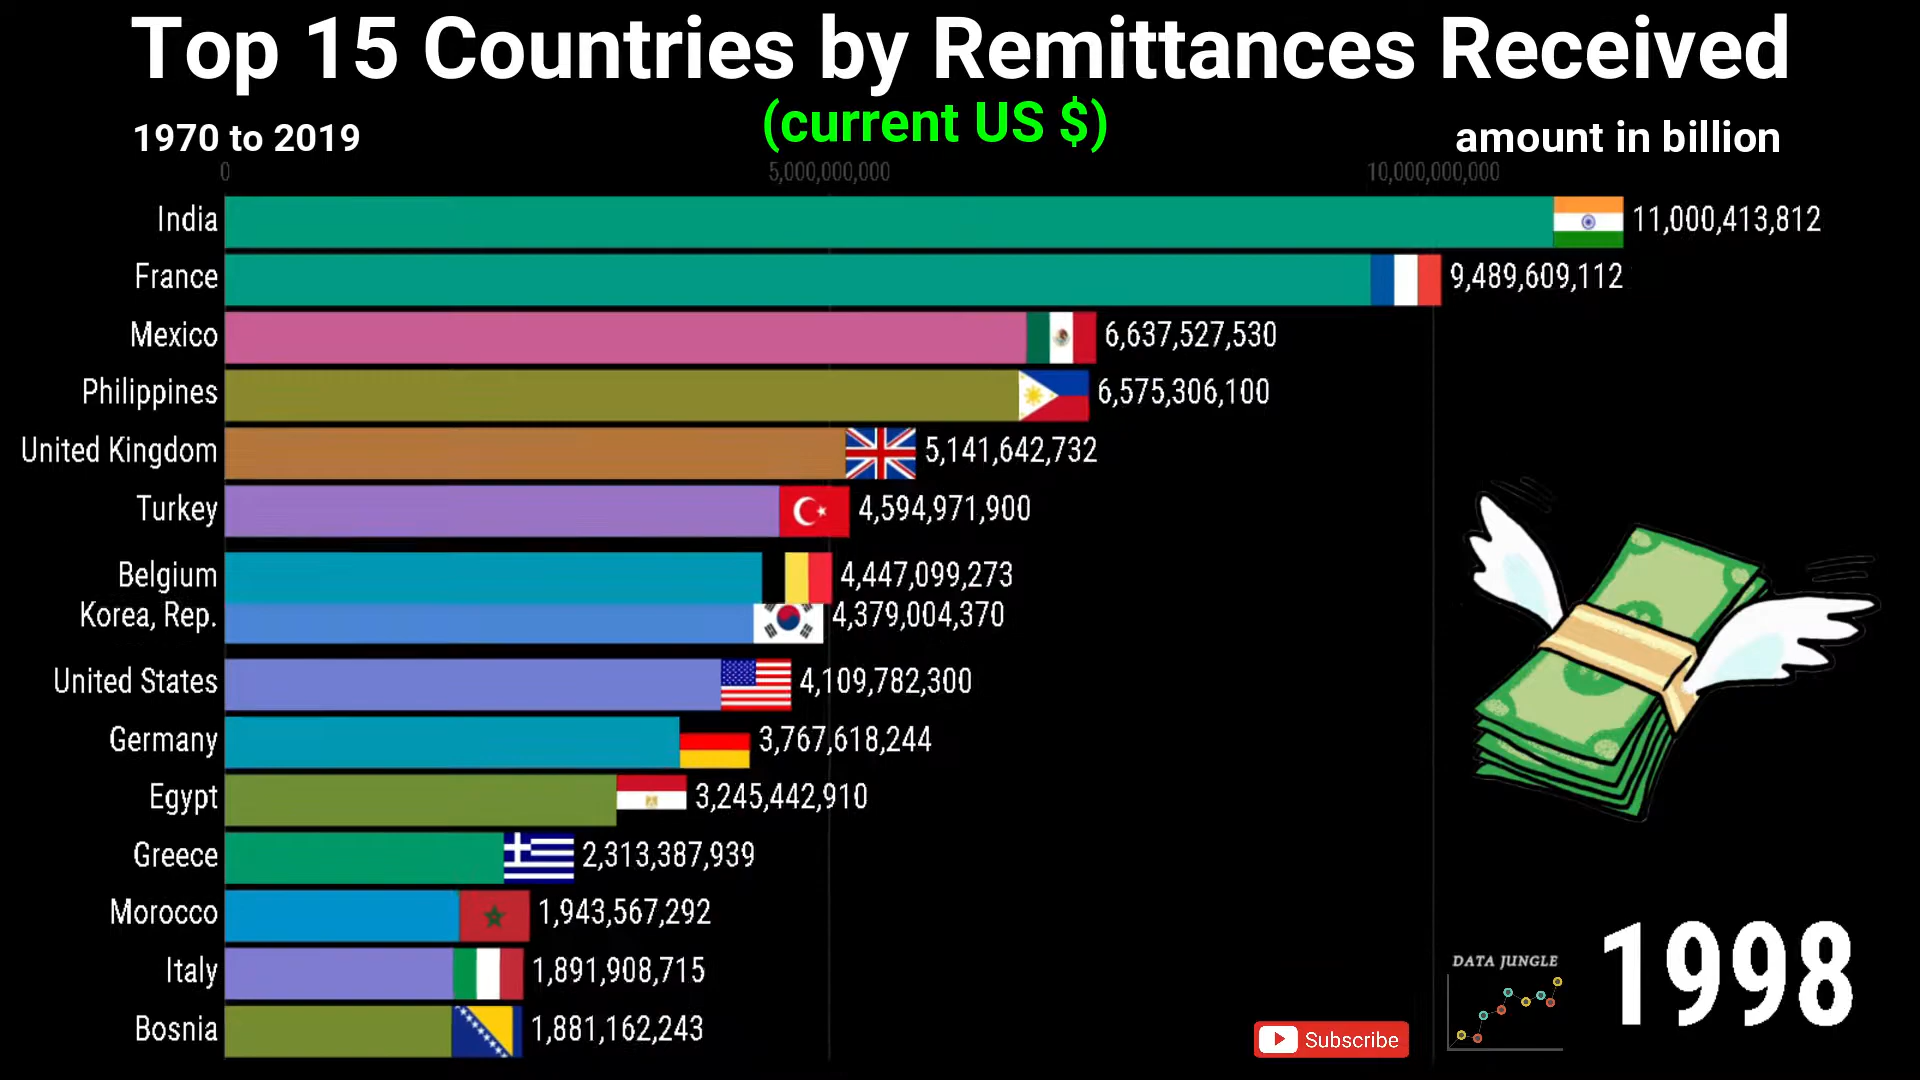 Top 15 Countries by Remittances Received
(current US $)
1970 to 2019
amount in billion
0 5,000,000,000 10,000,000,000
India 11,000,413,812
France 9,489,609,112
Mexico 6,637,527,530
Philippines 6,575,306,100
United Kingdom 5,141,642,732
Turkey 4,594,971,900
Belgium 4,447,099,273
Korea, Rep. 4,379,004,370
United States 4,109,782,300
Germany 3,767,618,244
Egypt 3,245,442,910
Greece 2,313,387,939
Morocco 1,943,567,292
Italy 1,891,908,715
Bosnia 1,881,162,243
DATA JUNGLE
1998
Subscribe